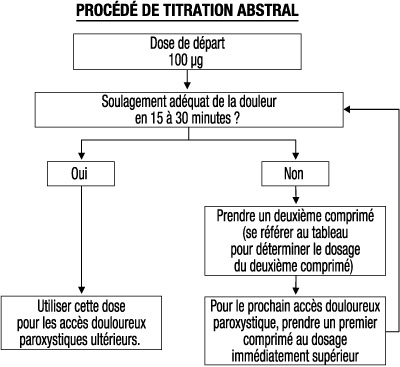 PROCÉDÉ DE TITRATION ABSTRAL
Dose de départ
100 µg
Soulagement adéquat de la douleur
en 15 à 30 minutes ?
Oui
Non
Prendre un deuxième comprimé
(se référer au tableau
pour déterminer le dosage
du deuxième comprimé)
Utiliser cette dose
pour les accès douloureux
paroxystiques ultérieurs.
Pour le prochain accès douloureux
paroxystique, prendre un premier
comprimé au dosage
immédiatement supérieur